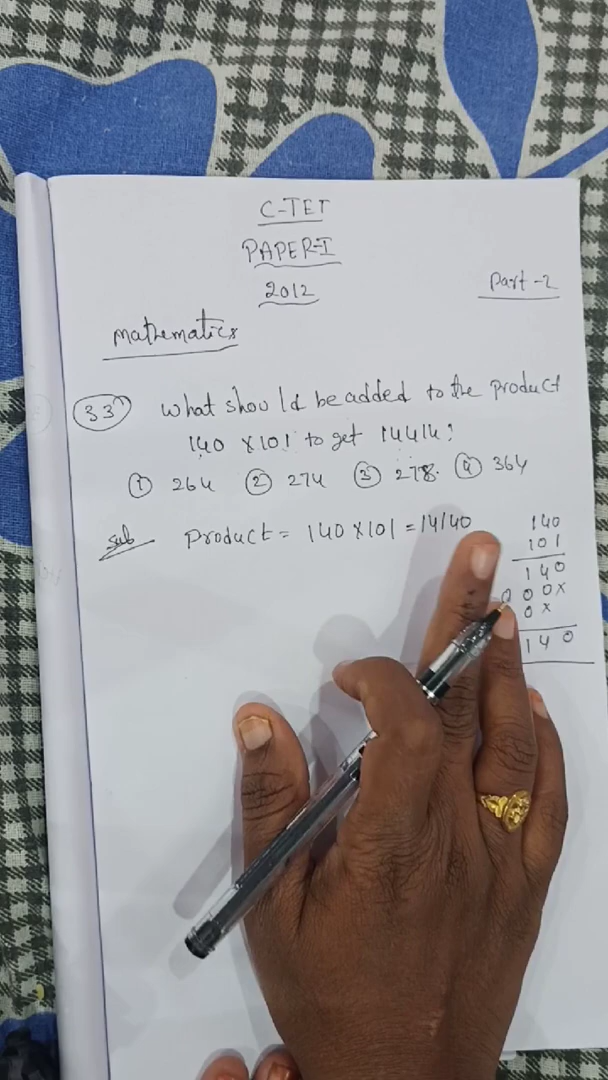 C-TET
PAPER-I
2012
Part-2
Mathematics
33) What should be added to the product
140 x 101 to get 14414?
① 264 ② 274 ③ 278. ④ 364
Sub Product = 140 x 101 = 14140
140
101
140
000x
0x
140